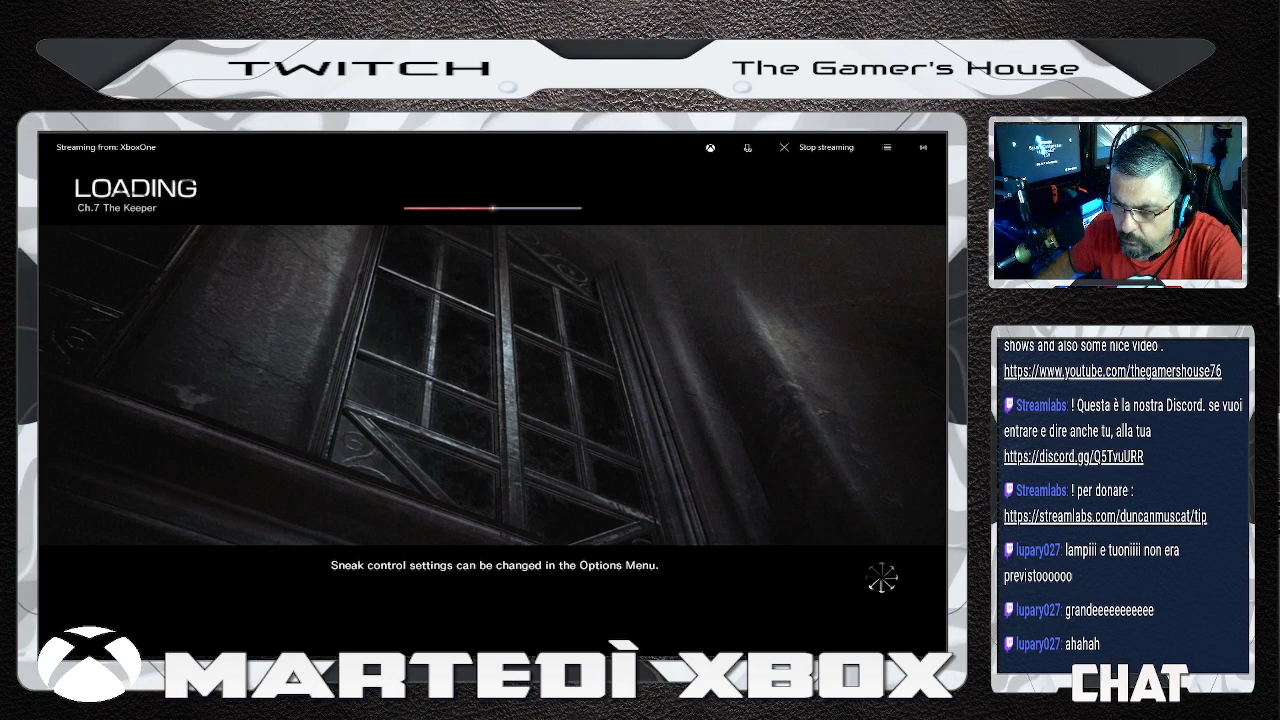 TWITCH
The Gamer's House
Streaming from: XboxOne
Stop streaming
LOADING
Ch.7 The Keeper
Sneak control settings can be changed in the Options Menu.
shows and also some nice video .
https://www.youtube.com/thegamershouse76
Streamlabs: ! Questa è la nostra Discord. se vuoi
entrare e dire anche tu, alla tua
https://discord.gg/Q5TvuURR
Streamlabs: ! per donare :
https://streamlabs.com/duncanmuscat/tip
lupary027: lampiii e tuoniiii non era
previstoooooo
lupary027: grandeeeeeeeeeee
lupary027: ahahah
MARTEDÌ XBOX
CHAT